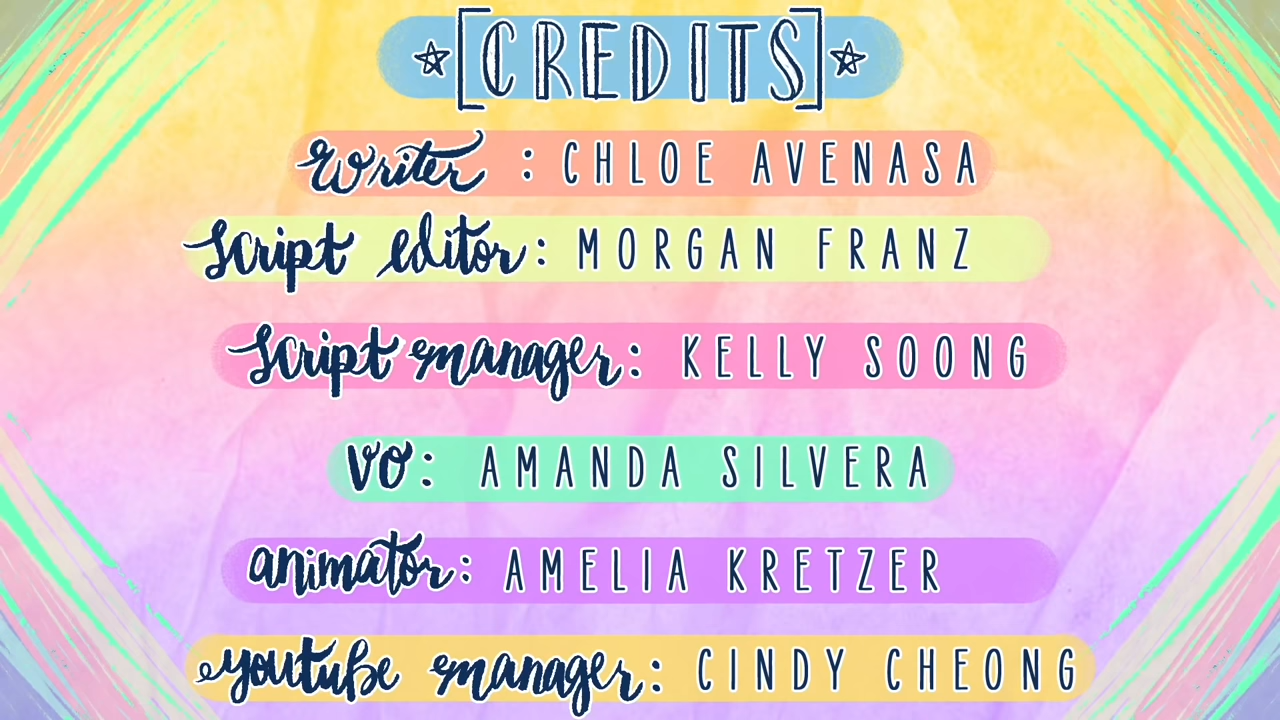 [CREDITS]
Writer : CHLOE AVENASA
Script editor: MORGAN FRANZ
Script manager: KELLY SOONG
VO: AMANDA SILVERA
animator: AMELIA KRETZER
youtube manager: CINDY CHEONG